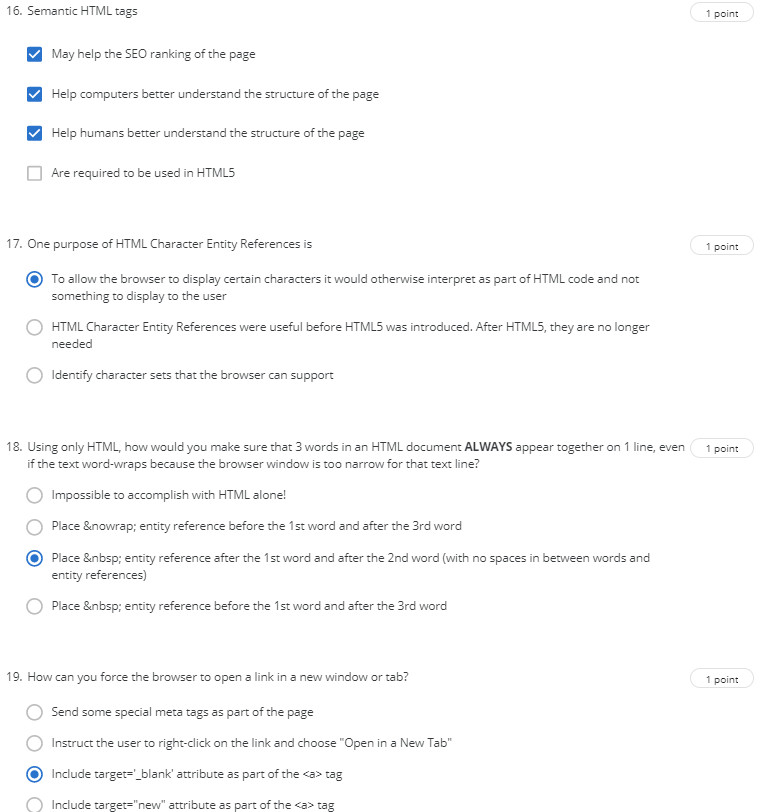 16. Semantic HTML tags
1 point
May help the SEO ranking of the page
Help computers better understand the structure of the page
Help humans better understand the structure of the page
Are required to be used in HTML5
17. One purpose of HTML Character Entity References is
1 point
To allow the browser to display certain characters it would otherwise interpret as part of HTML code and not
something to display to the user
HTML Character Entity References were useful before HTML5 was introduced. After HTML5, they are no longer
needed
Identify character sets that the browser can support
18. Using only HTML, how would you make sure that 3 words in an HTML document ALWAYS appear together on 1 line, even
1 point
if the text word-wraps because the browser window is too narrow for that text line?
Impossible to accomplish with HTML alone!
Place &nowrap; entity reference before the 1st word and after the 3rd word
Place &nbsp; entity reference after the 1st word and after the 2nd word (with no spaces in between words and
entity references)
Place &nbsp; entity reference before the 1st word and after the 3rd word
19. How can you force the browser to open a link in a new window or tab?
1 point
Send some special meta tags as part of the page
Instruct the user to right-click on the link and choose "Open in a New Tab"
Include target='_blank' attribute as part of the <a> tag
Include target="new" attribute as part of the <a> tag